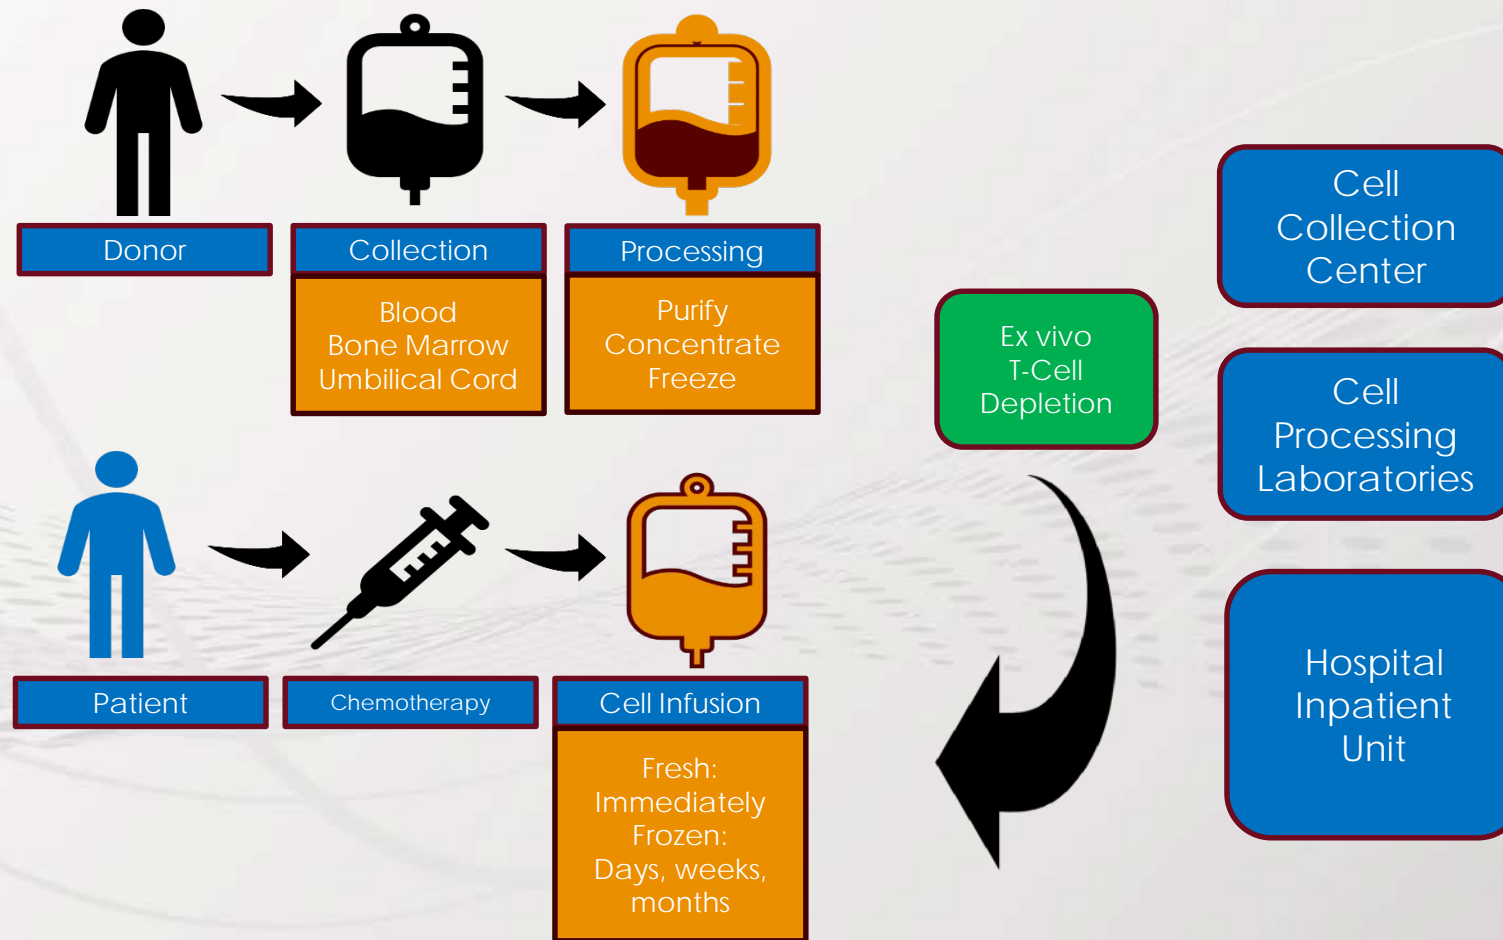 Donor
Collection
Blood
Bone Marrow
Umbilical Cord
Processing
Purify
Concentrate
Freeze
Ex vivo
T-Cell
Depletion
Cell
Collection
Center
Cell
Processing
Laboratories
Patient
Chemotherapy
Cell Infusion
Fresh:
Immediately
Frozen:
Days, weeks,
months
Hospital
Inpatient
Unit